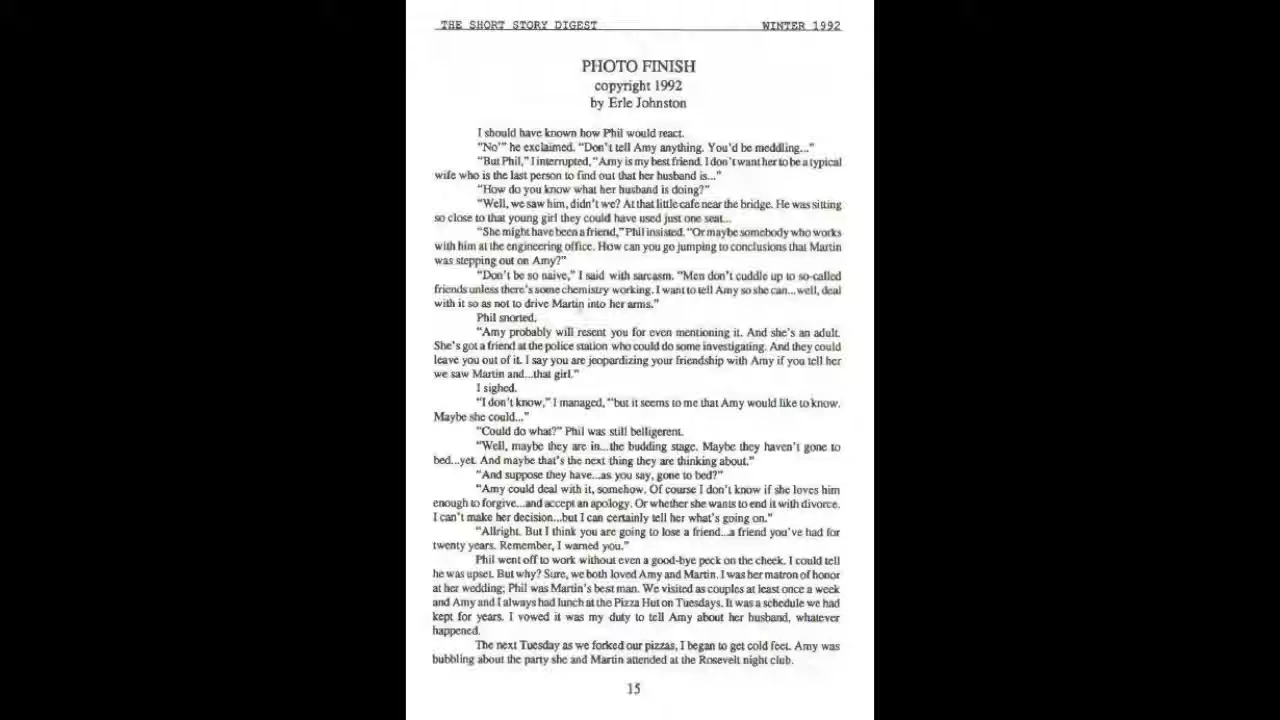 THE SHORT STORY DIGEST WINTER 1992
PHOTO FINISH
copyright 1992
by Erle Johnston
I should have known how Phil would react.
"No'" he exclaimed. "Don't tell Amy anything. You'd be meddling..."
"But Phil," I interrupted, "Amy is my best friend. I don't want her to be a typical
wife who is the last person to find out that her husband is..."
"How do you know what her husband is doing?"
"Well, we saw him, didn't we? At that little cafe near the bridge. He was sitting
so close to that young girl they could have used just one seat...
"She might have been a friend," Phil insisted. "Or maybe somebody who works
with him at the engineering office. How can you go jumping to conclusions that Martin
was stepping out on Amy?"
"Don't be so naive," I said with sarcasm. "Men don't cuddle up to so-called
friends unless there's some chemistry working. I want to tell Amy so she can...well, deal
with it so as not to drive Martin into her arms."
Phil snorted.
"Amy probably will resent you for even mentioning it. And she's an adult.
She's got a friend at the police station who could do some investigating. And they could
leave you out of it. I say you are jeopardizing your friendship with Amy if you tell her
we saw Martin and...that girl."
I sighed.
"I don't know," I managed, "but it seems to me that Amy would like to know.
Maybe she could..."
"Could do what?" Phil was still belligerent.
"Well, maybe they are in...the budding stage. Maybe they haven't gone to
bed...yet. And maybe that's the next thing they are thinking about."
"And suppose they have...as you say, gone to bed?"
"Amy could deal with it, somehow. Of course I don't know if she loves him
enough to forgive...and accept an apology. Or whether she wants to end it with divorce.
I can't make her decision...but I can certainly tell her what's going on."
"Allright. But I think you are going to lose a friend...a friend you've had for
twenty years. Remember, I warned you."
Phil went off to work without even a good-bye peck on the cheek. I could tell
he was upset. But why? Sure, we both loved Amy and Martin. I was her matron of honor
at her wedding; Phil was Martin's best man. We visited as couples at least once a week
and Amy and I always had lunch at the Pizza Hut on Tuesdays. It was a schedule we had
kept for years. I vowed it was my duty to tell Amy about her husband, whatever
happened.
The next Tuesday as we forked our pizzas, I began to get cold feet. Amy was
bubbling about the party she and Martin attended at the Rosevelt night club.
15